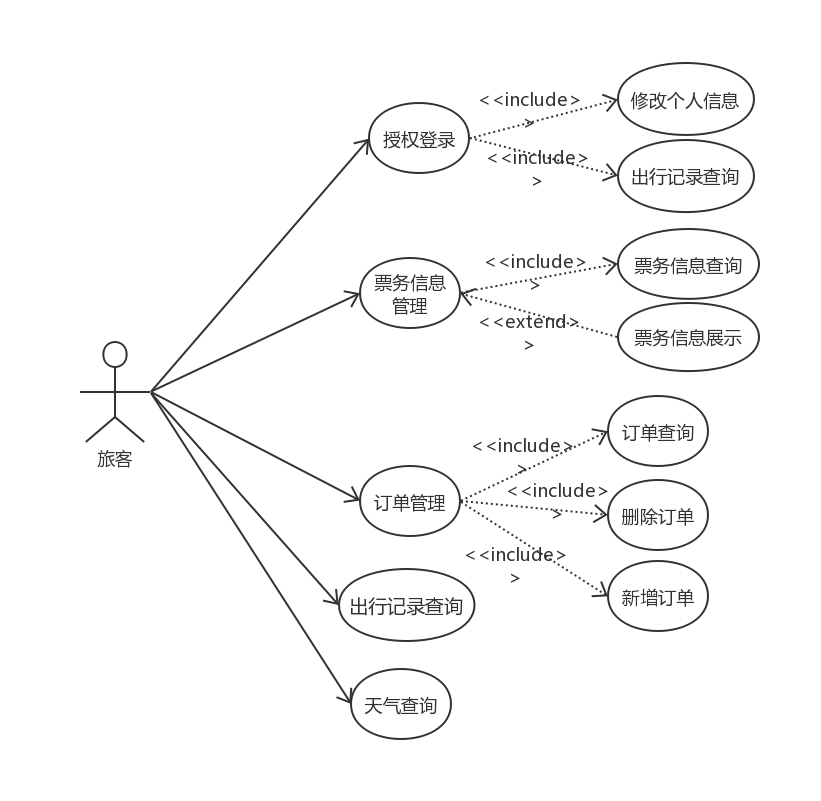 <<include>
>
修改个人信息
授权登录
<<include>
>
出行记录查询
<<include>
>
票务信息查询
票务信息
管理
<<extend>
>
票务信息展示
旅客
<<include>
>
订单查询
订单管理
<<include>
>
删除订单
<<include>
>
新增订单
出行记录查询
天气查询